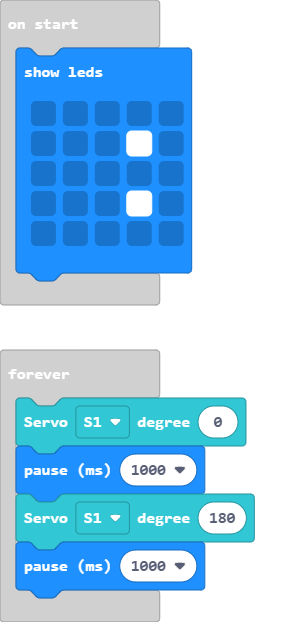 on start
show leds
forever
Servo S1 degree 0
pause (ms) 1000
Servo S1 degree 180
pause (ms) 1000